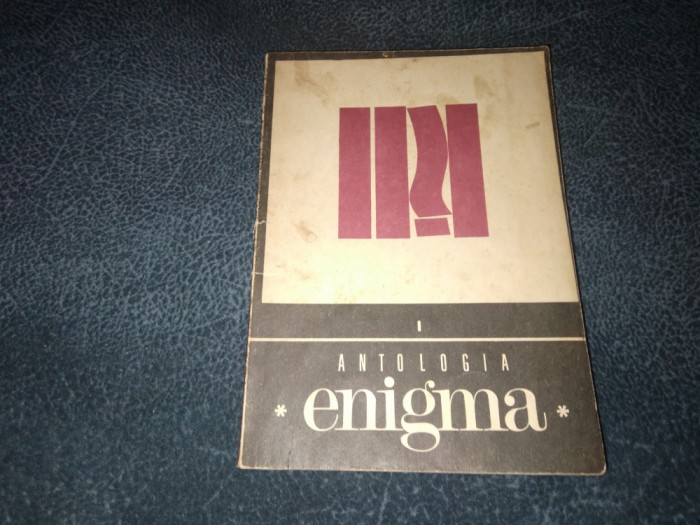 I
ANTOLOGIA
* enigma *